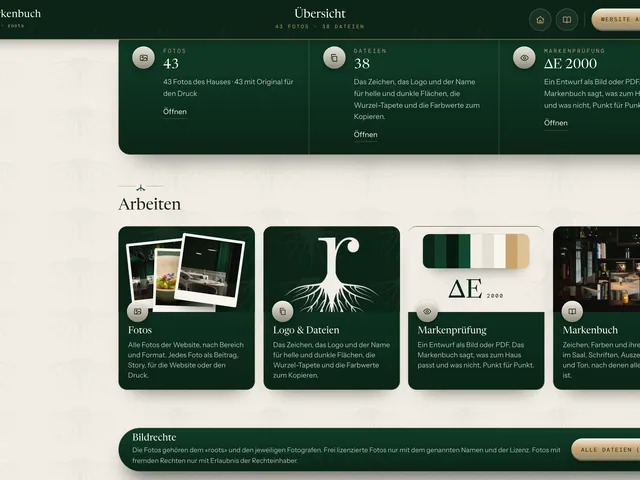 kenbuch
roots
Übersicht
43 FOTOS · 38 DATEIEN
WEBSITE
FOTOS
43
43 Fotos des Hauses · 43 mit Original für
den Druck
Öffnen
DATEIEN
38
Das Zeichen, das Logo und der Name
für helle und dunkle Flächen, die
Wurzel-Tapete und die Farbwerte zum
Kopieren.
Öffnen
MARKENPRÜFUNG
ΔE 2000
Ein Entwurf als Bild oder PDF.
Markenbuch sagt, was zum H
und was nicht, Punkt für Punkt
Öffnen
Arbeiten
r
ΔE 2000
Fotos
Alle Fotos der Website, nach Bereich
und Format. Jedes Foto als Beitrag,
Story, für die Website oder den
Druck.
Logo & Dateien
Das Zeichen, das Logo und der Name
für helle und dunkle Flächen, die
Wurzel-Tapete und die Farbwerte
zum Kopieren.
Markenprüfung
Ein Entwurf als Bild oder PDF. Das
Markenbuch sagt, was zum Haus
passt und was nicht, Punkt für Punkt.
Markenbuch
Zeichen, Farben und ihre
im Saal, Schriften, Ausze
und Ton, nach denen alle
ist.
Bildrechte
Die Fotos gehören dem »roots« und den jeweiligen Fotografen. Frei lizenzierte Fotos nur mit dem genannten Namen und der Lizenz. Fotos mit
fremden Rechten nur mit Erlaubnis der Rechteinhaber.
ALLE DATEIEN